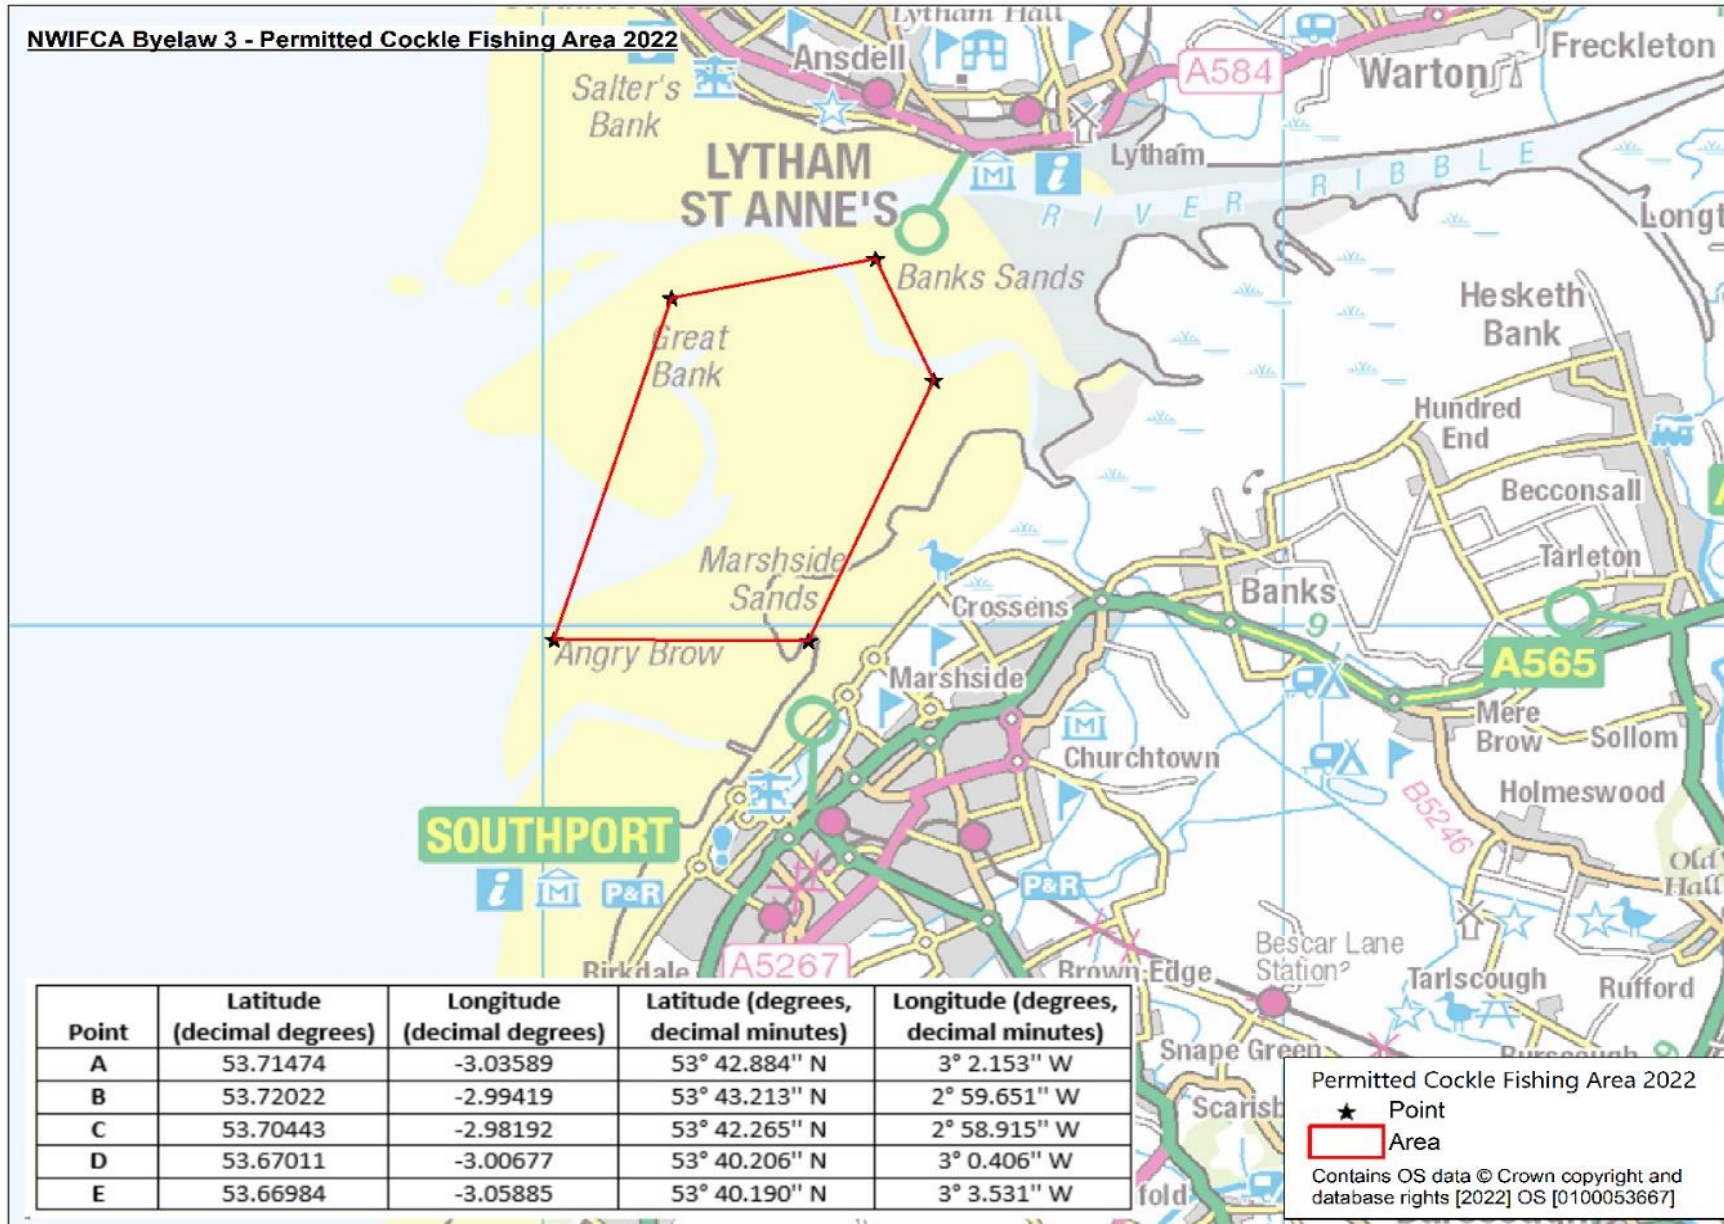 NWIFCA Byelaw 3 - Permitted Cockle Fishing Area 2022
Lytham Hall
Ansdell
A584
Freckleton
Warton
Salter's
Bank
LYTHAM
ST ANNE'S
Lytham
RIVER RIBBLE
Longt
Banks Sands
Great
Bank
Hesketh
Bank
Hundred
End
Becconsall
Tarleton
Marshside
Sands
Crossens
Banks
9
A565
Angry Brow
Marshside
Mere
Brow
Sollom
Churchtown
Holmeswood
B5246
SOUTHPORT
i
M
P&R
P&R
Old
Hall
Bescar Lane
Station
Birkdale
A5267
Brown Edge
Tarlscough
Rufford
Snape Green
Burscough
9
Scarisb
fold
Point Latitude (decimal degrees) Longitude (decimal degrees) Latitude (degrees, decimal minutes) Longitude (degrees, decimal minutes)
A 53.71474 -3.03589 53° 42.884'' N 3° 2.153'' W
B 53.72022 -2.99419 53° 43.213'' N 2° 59.651'' W
C 53.70443 -2.98192 53° 42.265'' N 2° 58.915'' W
D 53.67011 -3.00677 53° 40.206'' N 3° 0.406'' W
E 53.66984 -3.05885 53° 40.190'' N 3° 3.531'' W
Permitted Cockle Fishing Area 2022
Point
Area
Contains OS data © Crown copyright and
database rights [2022] OS [0100053667]